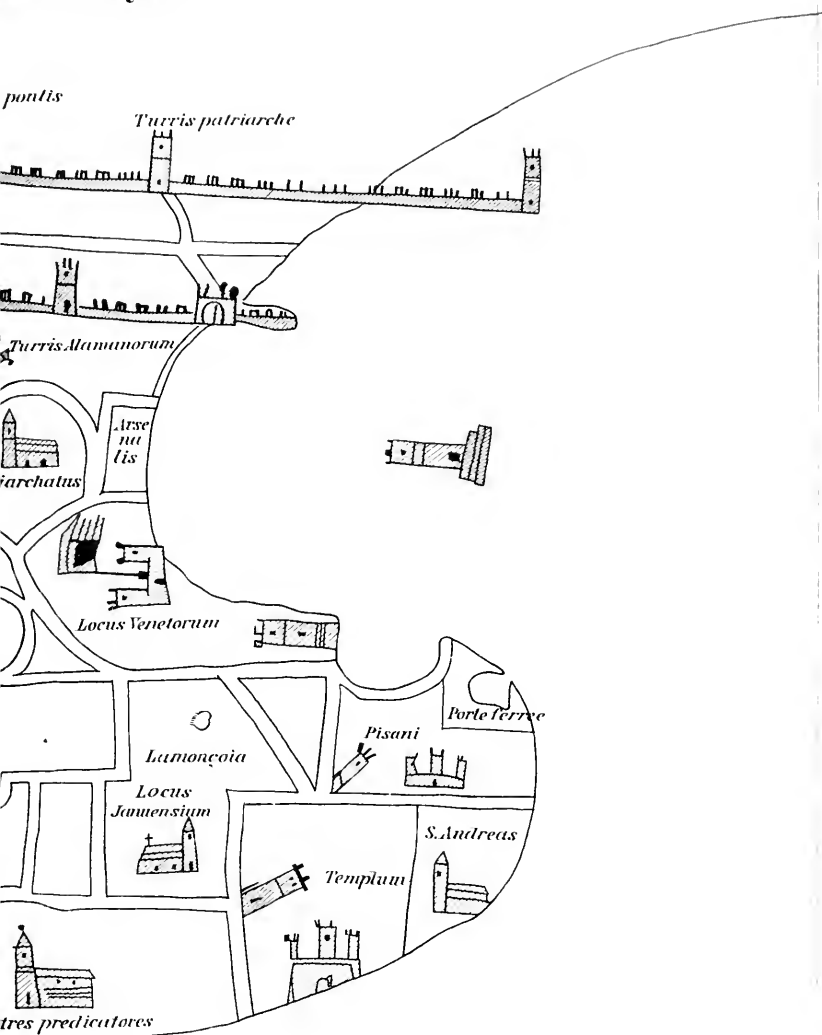 pontis
Turris patriarche
Turris Alamanorum
Arse
na
lis
iarchatus
Locus Venetorum
Porte ferree
Pisani
Lamonçoia
Locus
Januensium
S. Andreas
Templum
tres predicatores